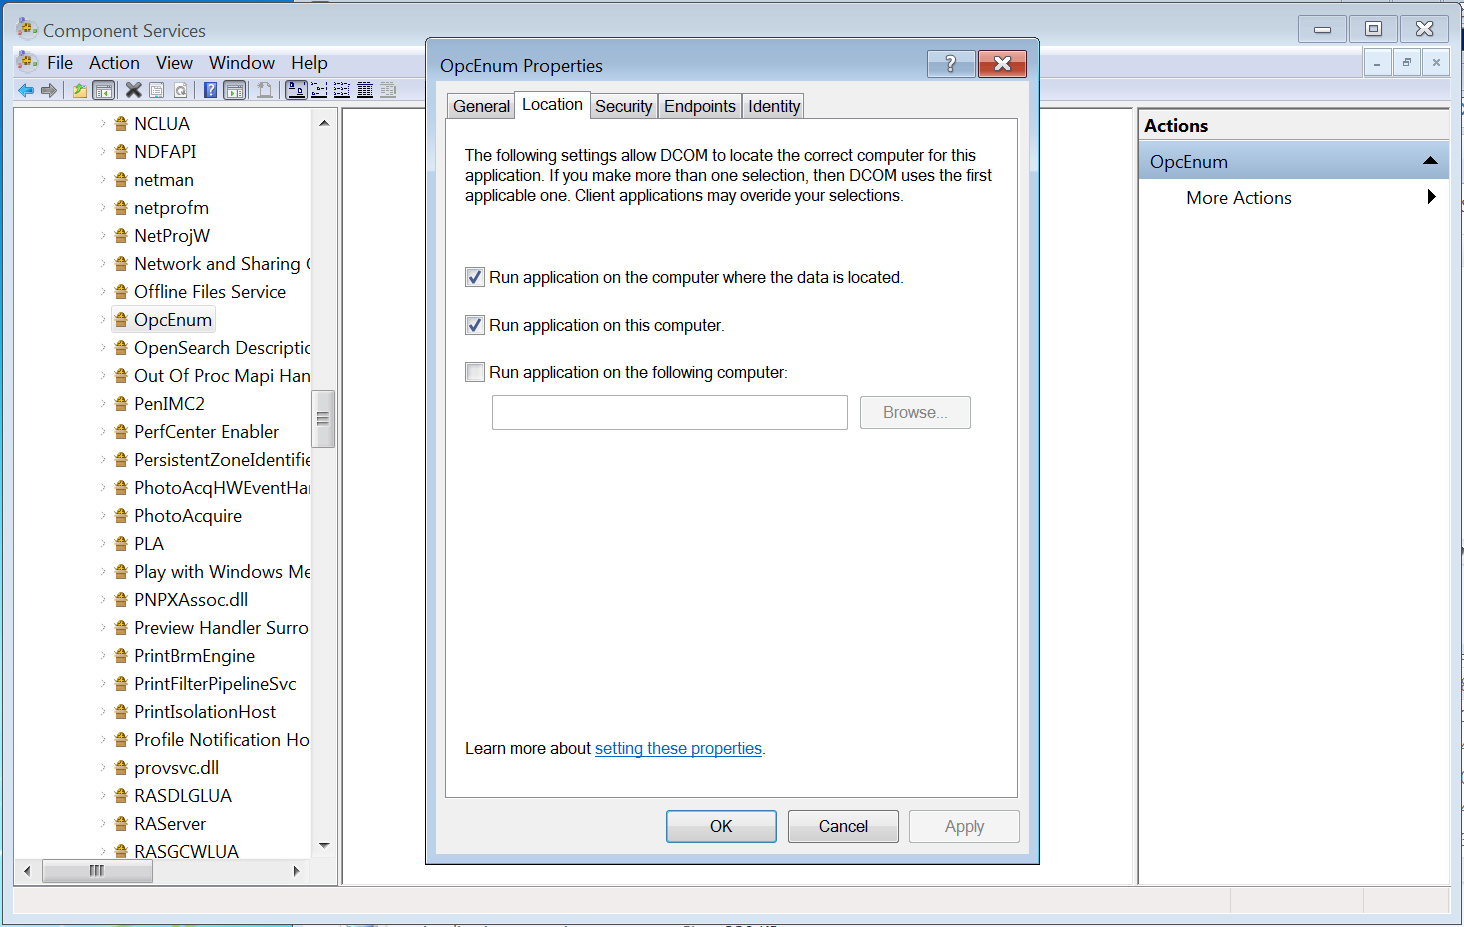 Component Services
File Action View Window Help
NCLUA
NDFAPI
netman
netprofm
NetProjW
Network and Sharing
Offline Files Service
OpcEnum
OpenSearch Descriptic
Out Of Proc Mapi Han
PenIMC2
PerfCenter Enabler
PersistentZoneIdentifie
PhotoAcqHWEventHa
PhotoAcquire
PLA
Play with Windows Me
PNPXAssoc.dll
Preview Handler Surro
PrintBrmEngine
PrintFilterPipelineSvc
PrintIsolationHost
Profile Notification Ho
provsvc.dll
RASDLGLUA
RAServer
RASGCWLUA
OpcEnum Properties
General Location Security Endpoints Identity
The following settings allow DCOM to locate the correct computer for this
application. If you make more than one selection, then DCOM uses the first
applicable one. Client applications may overide your selections.
Run application on the computer where the data is located.
Run application on this computer.
Run application on the following computer:
Browse...
Learn more about setting these properties.
OK Cancel Apply
Actions
OpcEnum
More Actions